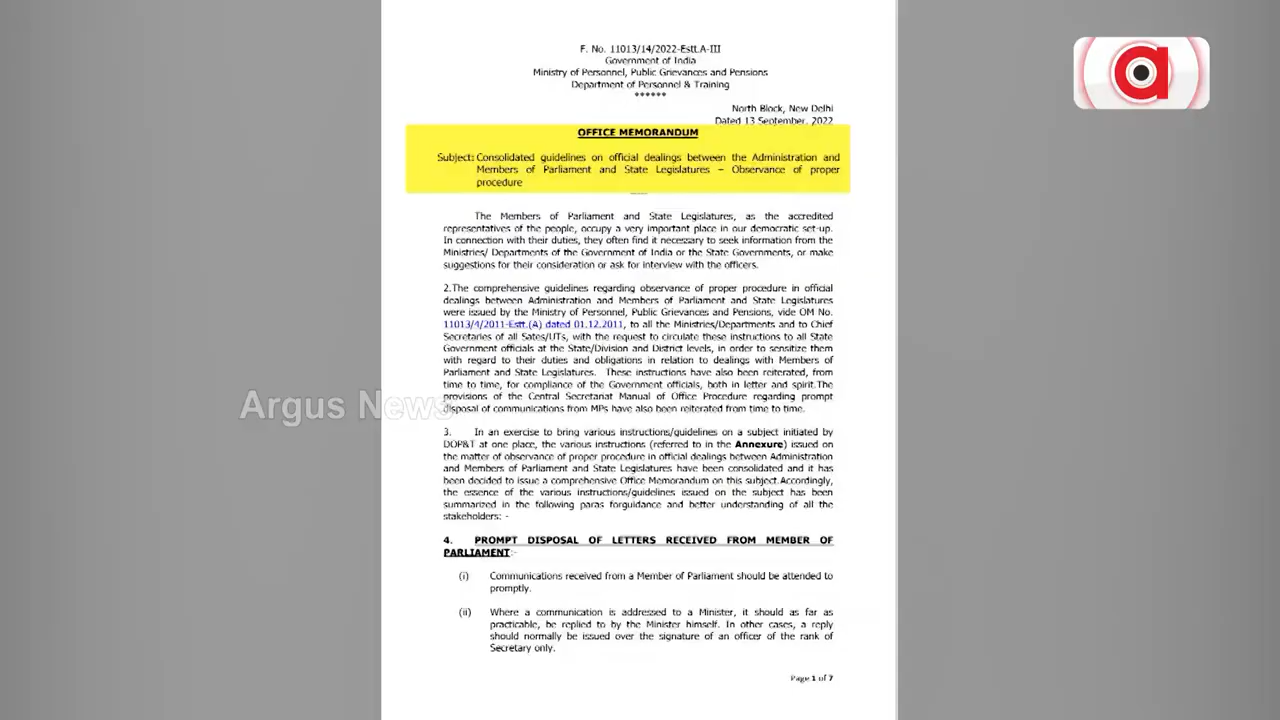 F. No. 11013/14/2022-Estt.A-III
Government of India
Ministry of Personnel, Public Grievances and Pensions
Department of Personnel & Training
******
North Block, New Delhi
Dated 13 September, 2022
OFFICE MEMORANDUM
Subject: Consolidated guidelines on official dealings between the Administration and
Members of Parliament and State Legislatures – Observance of proper
procedure
The Members of Parliament and State Legislatures, as the accredited
representatives of the people, occupy a very important place in our democratic set-up.
In connection with their duties, they often find it necessary to seek information from the
Ministries/ Departments of the Government of India or the State Governments, or make
suggestions for their consideration or ask for interview with the officers.
2.The comprehensive guidelines regarding observance of proper procedure in official
dealings between Administration and Members of Parliament and State Legislatures
were issued by the Ministry of Personnel, Public Grievances and Pensions, vide OM No.
11013/4/2011-Estt.(A) dated 01.12.2011, to all the Ministries/Departments and to Chief
Secretaries of all Sates/UTs, with the request to circulate these instructions to all State
Government officials at the State/Division and District levels, in order to sensitize them
with regard to their duties and obligations in relation to dealings with Members of
Parliament and State Legislatures. These instructions have also been reiterated, from
time to time, for compliance of the Government officials, both in letter and spirit.The
provisions of the Central Secretariat Manual of Office Procedure regarding prompt
disposal of communications from MPs have also been reiterated from time to time.
Argus News
3. In an exercise to bring various instructions/guidelines on a subject initiated by
DOP&T at one place, the various instructions (referred to in the Annexure) issued on
the matter of observance of proper procedure in official dealings between Administration
and Members of Parliament and State Legislatures have been consolidated and it has
been decided to issue a comprehensive Office Memorandum on this subject.Accordingly,
the essence of the various instructions/guidelines issued on the subject has been
summarized in the following paras forguidance and better understanding of all the
stakeholders: -
4. PROMPT DISPOSAL OF LETTERS RECEIVED FROM MEMBER OF
PARLIAMENT:-
(i) Communications received from a Member of Parliament should be attended to
promptly.
(ii) Where a communication is addressed to a Minister, it should as far as
practicable, be replied to by the Minister himself. In other cases, a reply
should normally be issued over the signature of an officer of the rank of
Secretary only.
Page 1 of 7
a